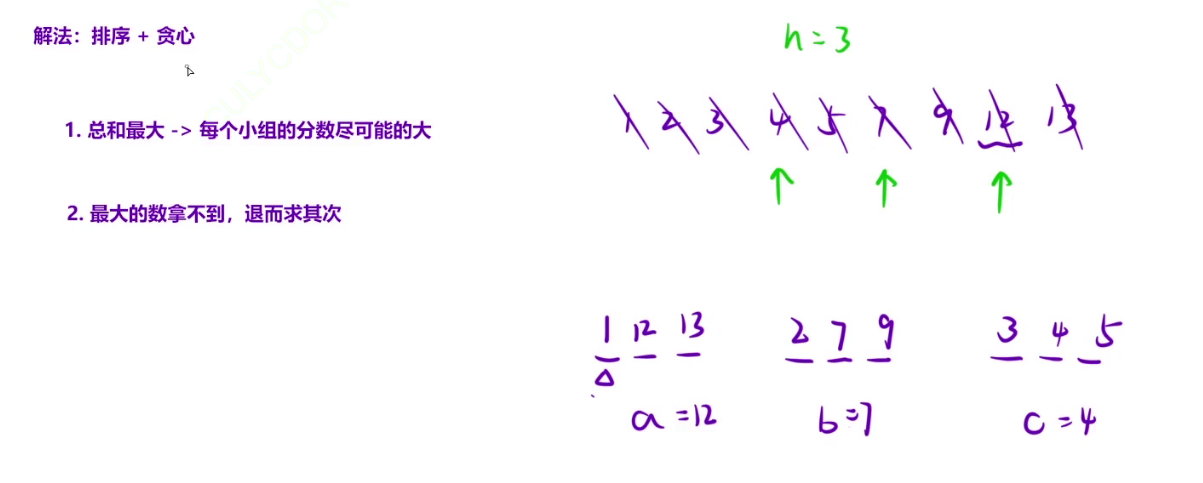 解法：排序 + 贪心
n = 3
1. 总和最大 -> 每个小组的分数尽可能的大
1 2 3 4 5 7 9 12 13
2. 最大的数拿不到，退而求其次
1 12 13 2 7 9 3 4 5
a = 12 b = 7 c = 4